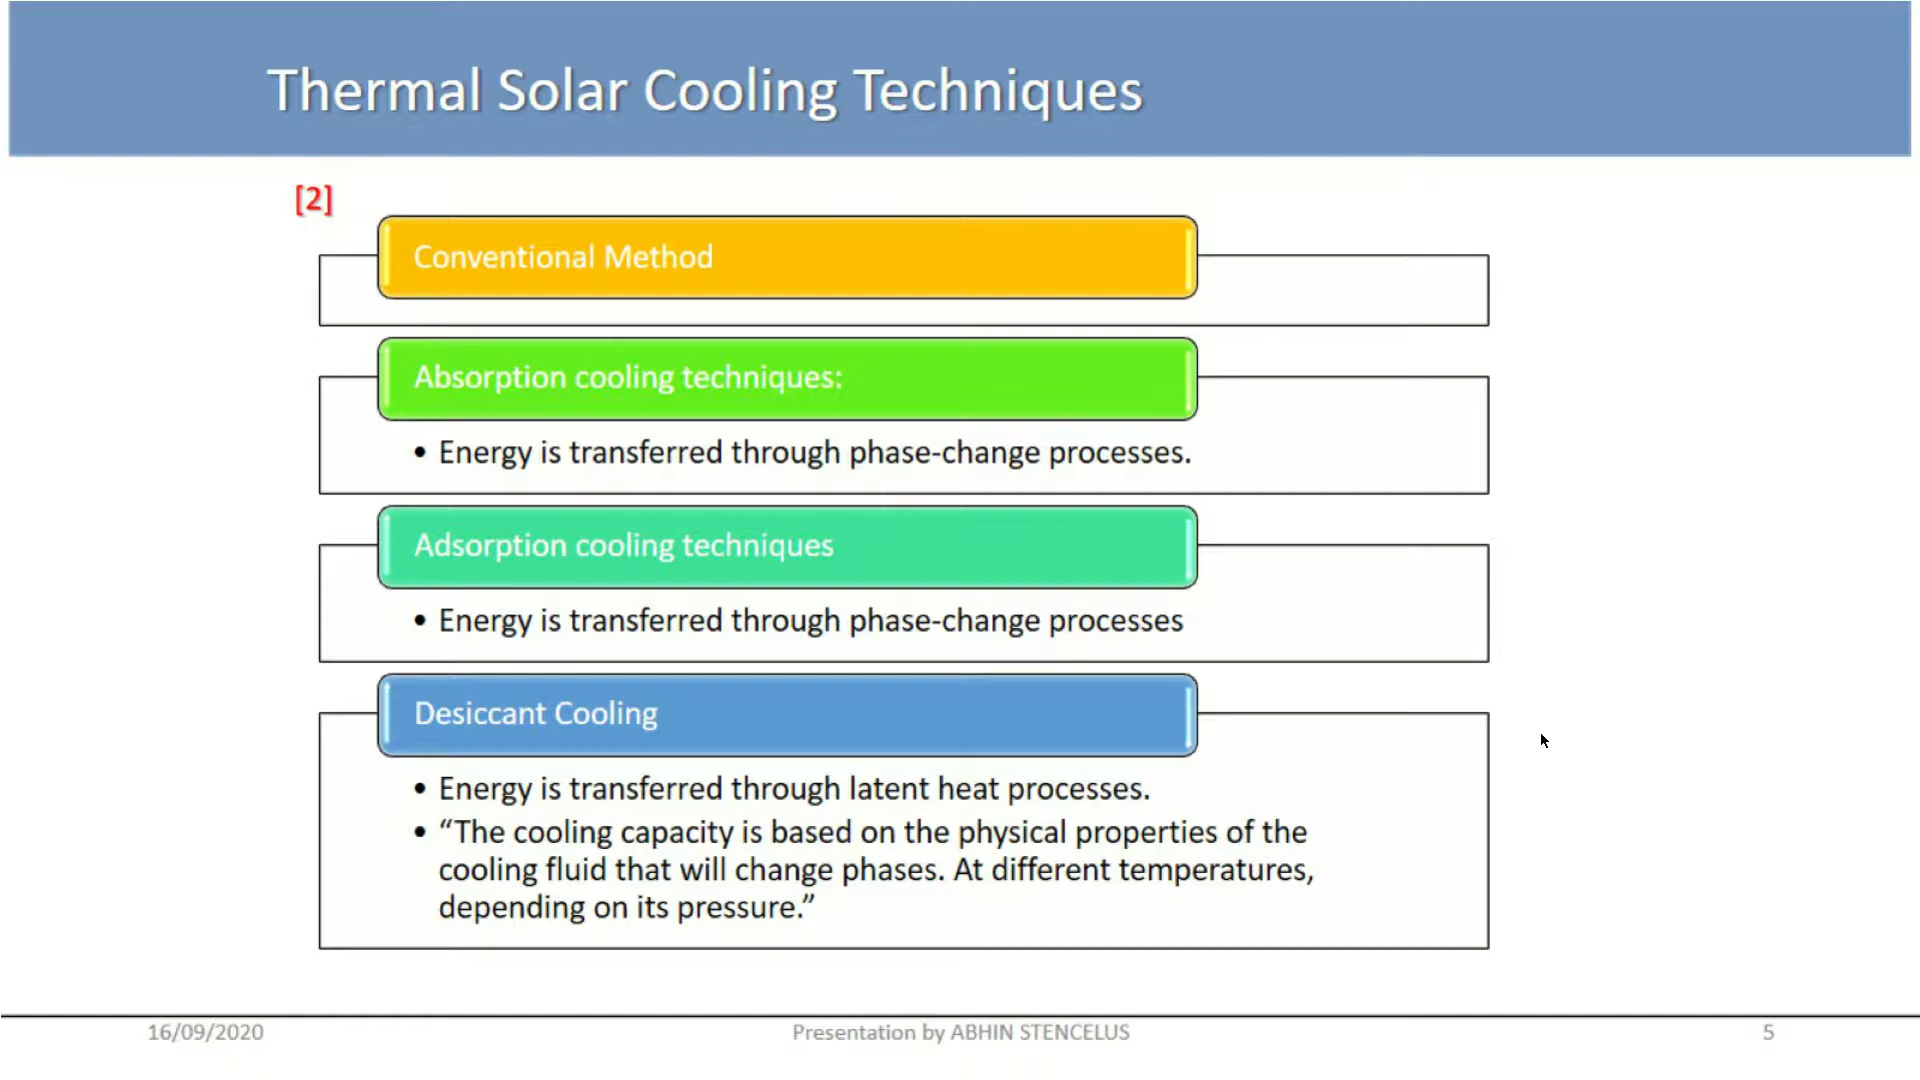 Thermal Solar Cooling Techniques
[2]
Conventional Method
Absorption cooling techniques:
• Energy is transferred through phase-change processes.
Adsorption cooling techniques
• Energy is transferred through phase-change processes
Desiccant Cooling
• Energy is transferred through latent heat processes.
• “The cooling capacity is based on the physical properties of the
cooling fluid that will change phases. At different temperatures,
depending on its pressure.”
16/09/2020
Presentation by ABHIN STENCELUS
5